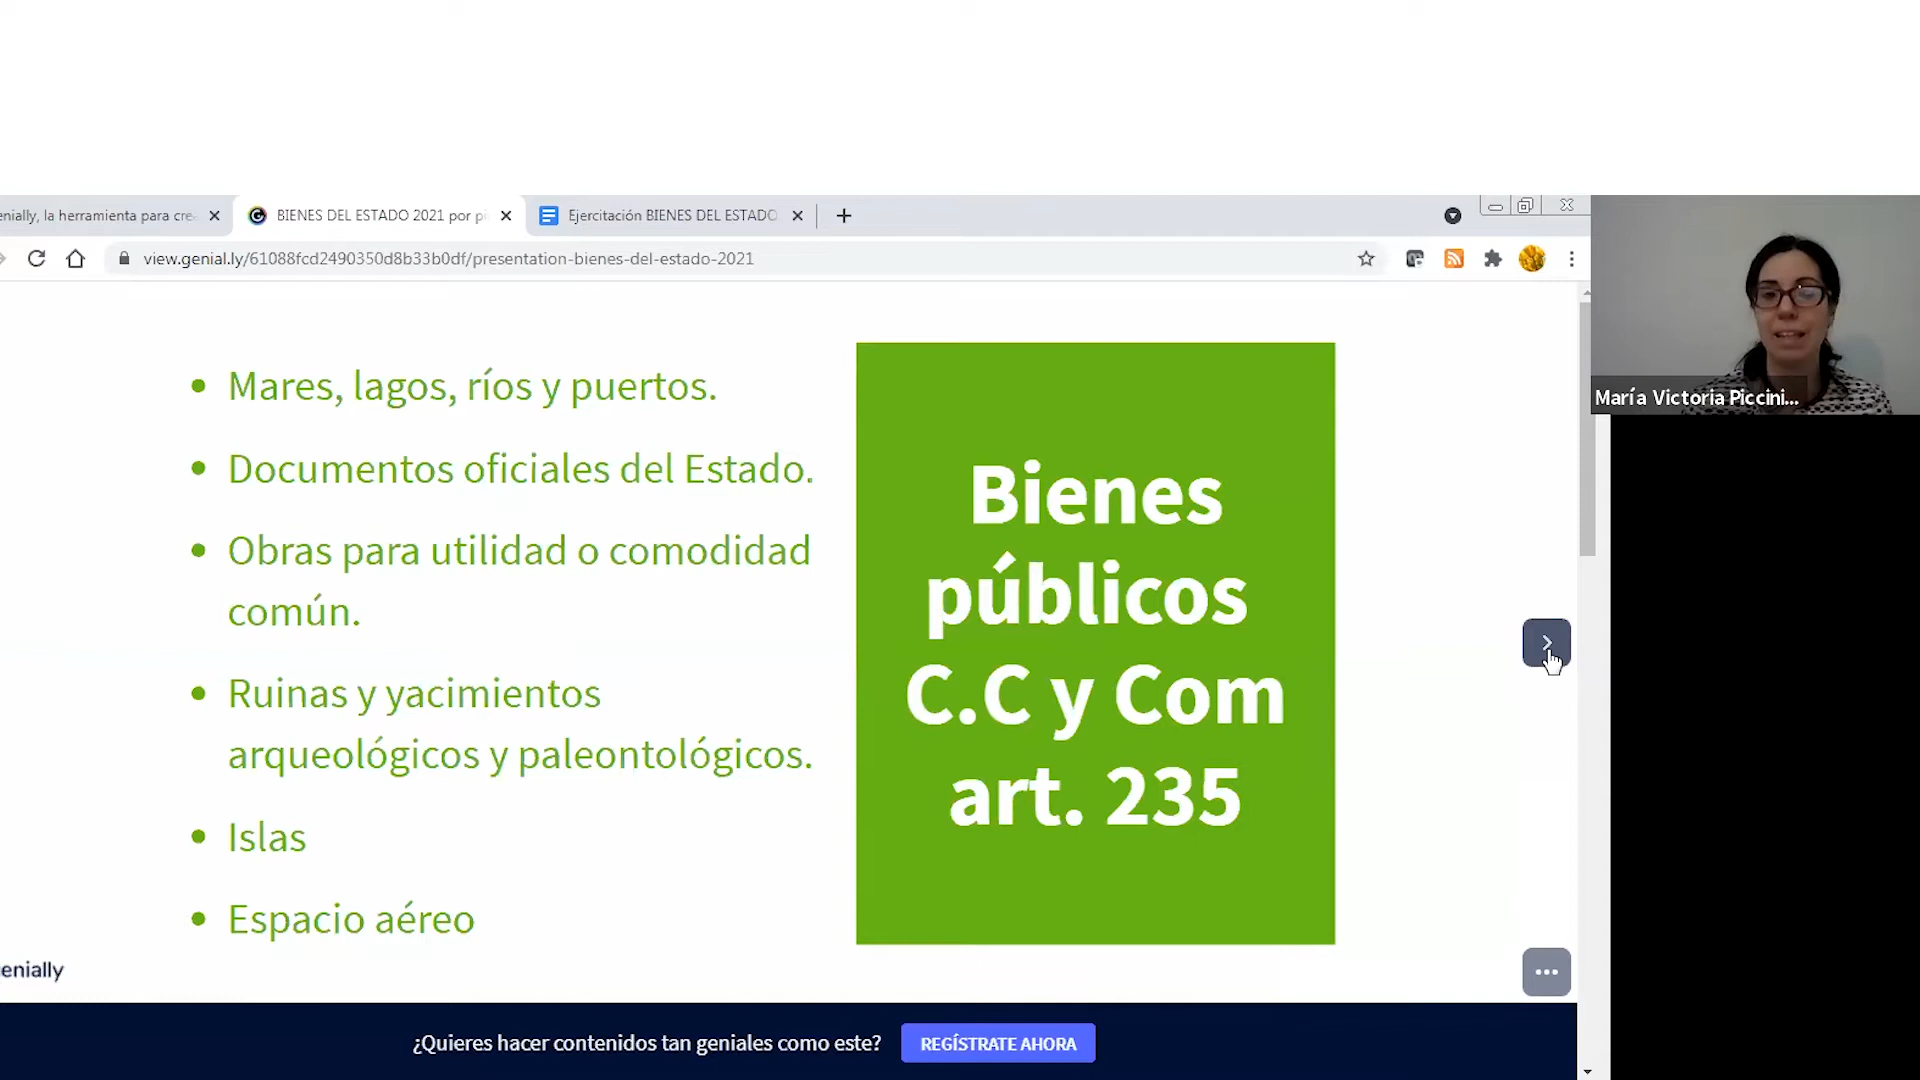 enially, la herramienta para cre
BIENES DEL ESTADO 2021 por pi
Ejercitación BIENES DEL ESTADO
view.genial.ly/61088fcd2490350d8b33b0df/presentation-bienes-del-estado-2021
María Victoria Piccini...
• Mares, lagos, ríos y puertos.
• Documentos oficiales del Estado.
• Obras para utilidad o comodidad
común.
• Ruinas y yacimientos
arqueológicos y paleontológicos.
• Islas
• Espacio aéreo
Bienes
públicos
C.C y Com
art. 235
enially
¿Quieres hacer contenidos tan geniales como este?
REGÍSTRATE AHORA